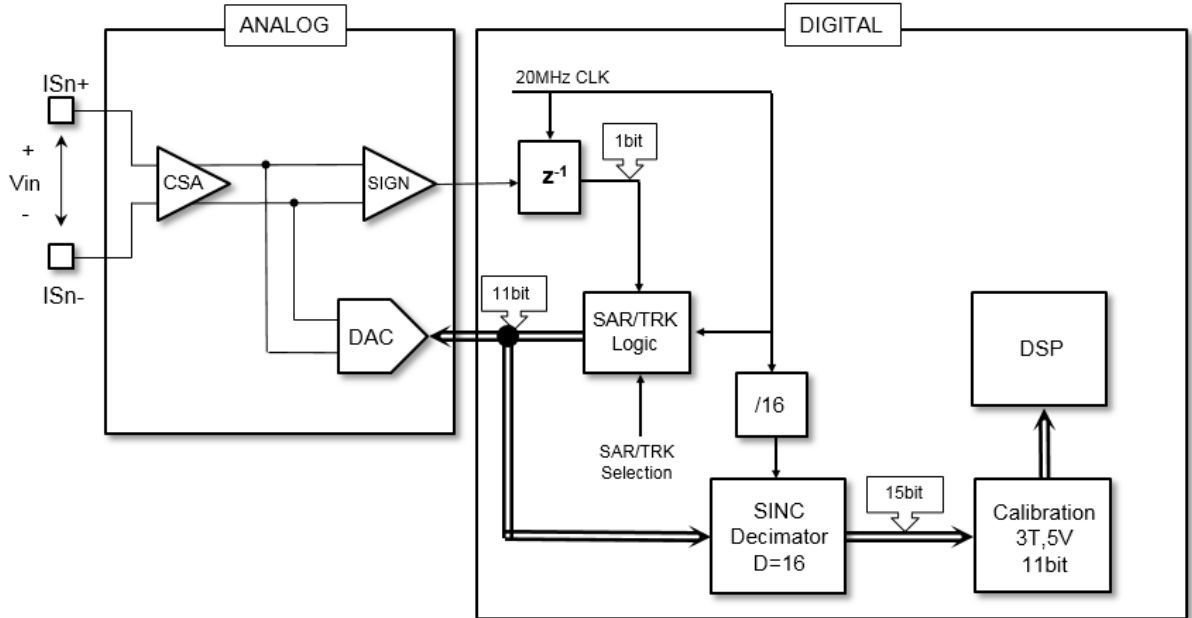 ANALOG
DIGITAL
ISn+
+
Vin
-
ISn-
CSA
SIGN
DAC
20MHz CLK
z-1
1bit
11bit
SAR/TRK
Logic
SAR/TRK
Selection
/16
SINC
Decimator
D=16
15bit
Calibration
3T,5V
11bit
DSP